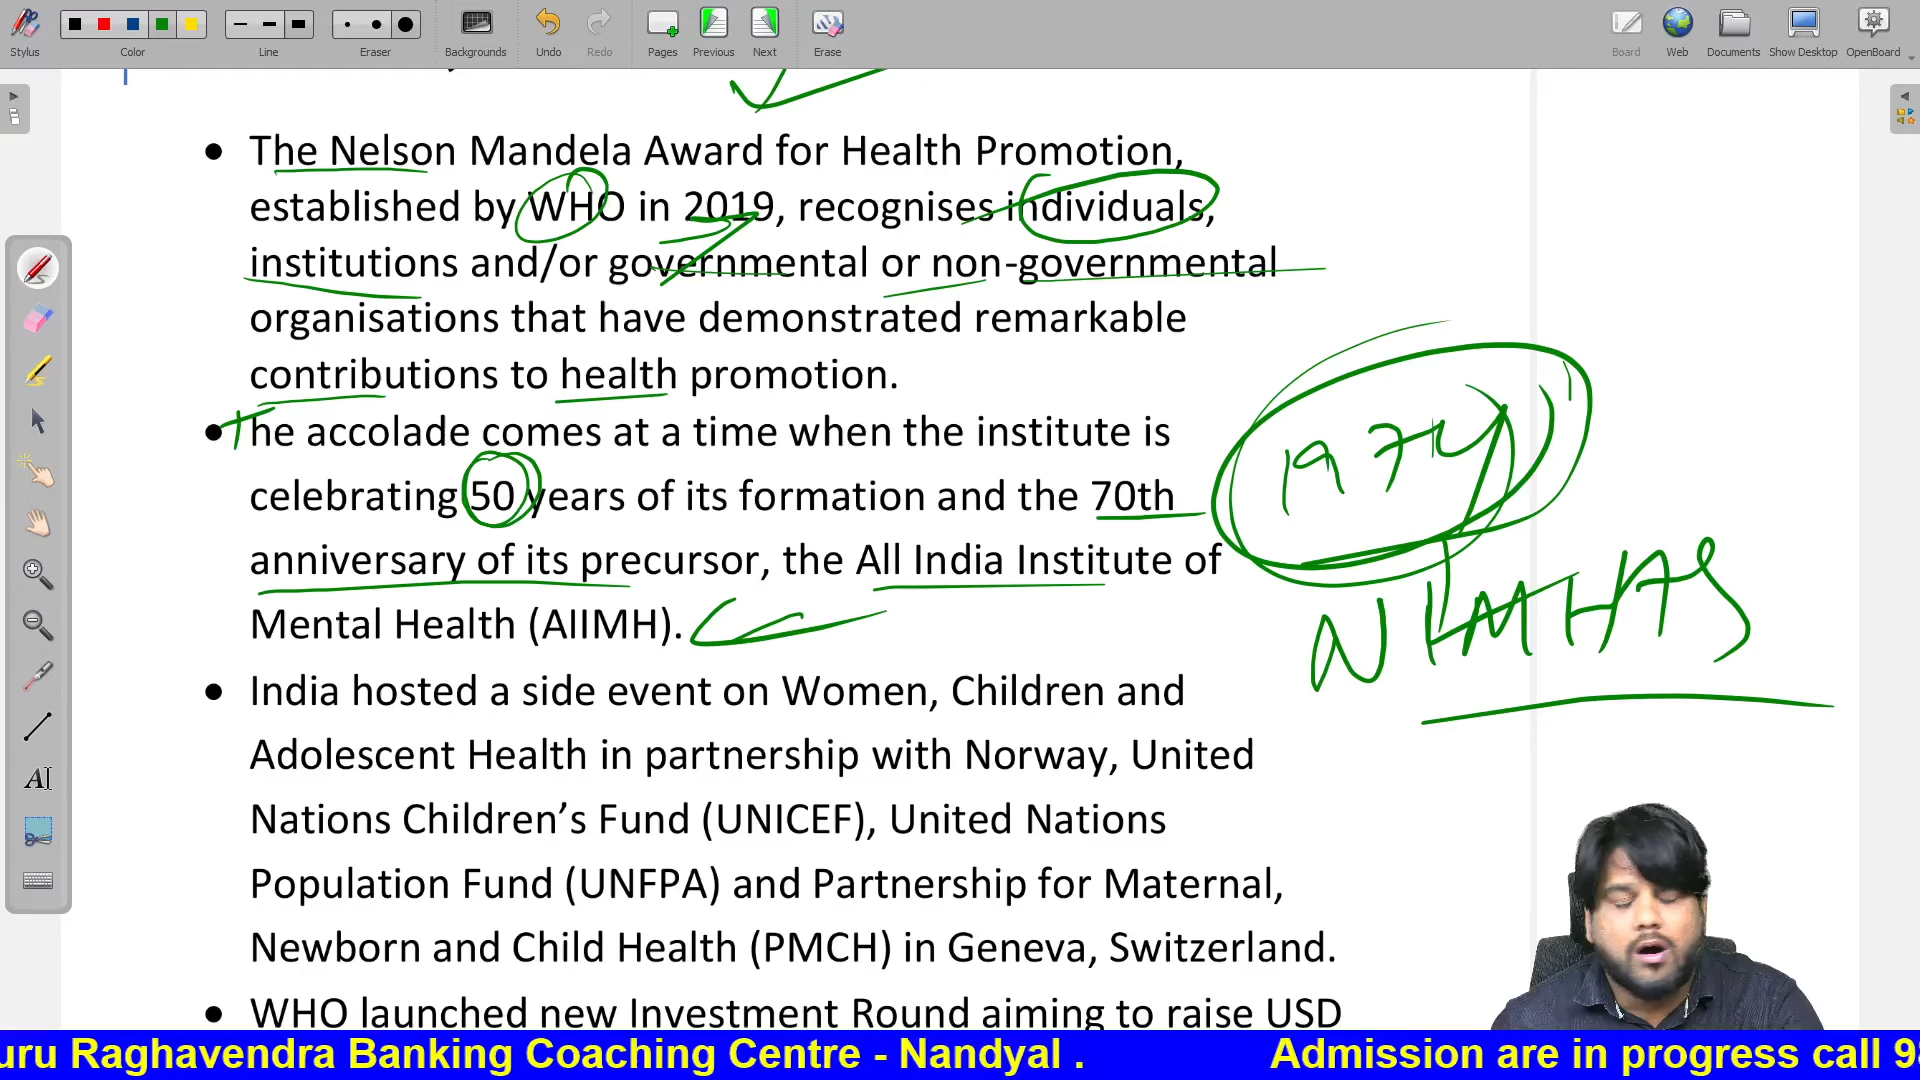 Stylus
Color
Line
Eraser
Backgrounds
Undo
Redo
Pages
Previous
Next
Erase
Board
Web
Documents
Show Desktop
OpenBoard
• The Nelson Mandela Award for Health Promotion,
established by WHO in 2019, recognises individuals,
institutions and/or governmental or non-governmental
organisations that have demonstrated remarkable
contributions to health promotion.
• The accolade comes at a time when the institute is
celebrating 50 years of its formation and the 70th
anniversary of its precursor, the All India Institute of
Mental Health (AIIMH).
1974
NIMHAS
• India hosted a side event on Women, Children and
Adolescent Health in partnership with Norway, United
Nations Children’s Fund (UNICEF), United Nations
Population Fund (UNFPA) and Partnership for Maternal,
Newborn and Child Health (PMCH) in Geneva, Switzerland.
• WHO launched new Investment Round aiming to raise USD
uru Raghavendra Banking Coaching Centre - Nandyal . Admission are in progress call 9